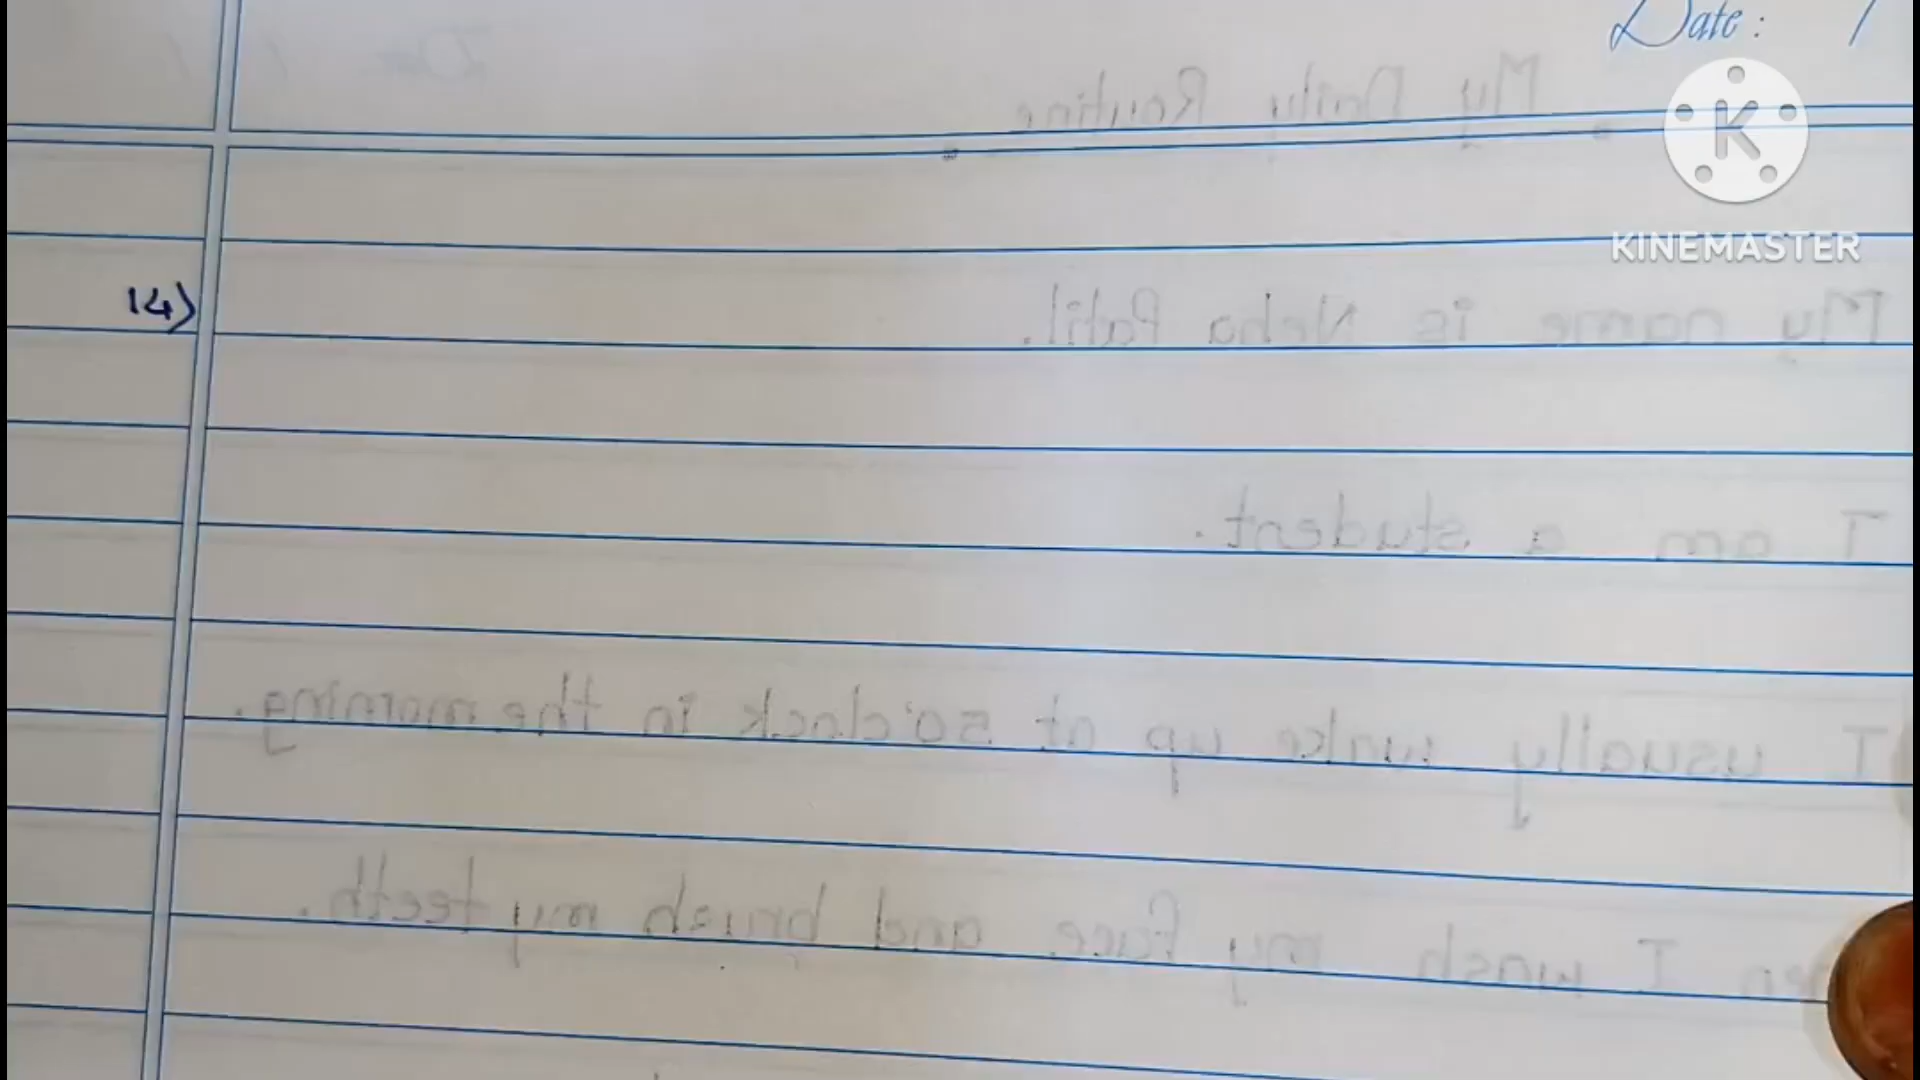 Date : /
My Daily Routine
KINEMASTER
14)
My name is Neha Patil.
I am a student.
I usually wake up at 5 o'clock in the morning.
I wash my face and brush my teeth.